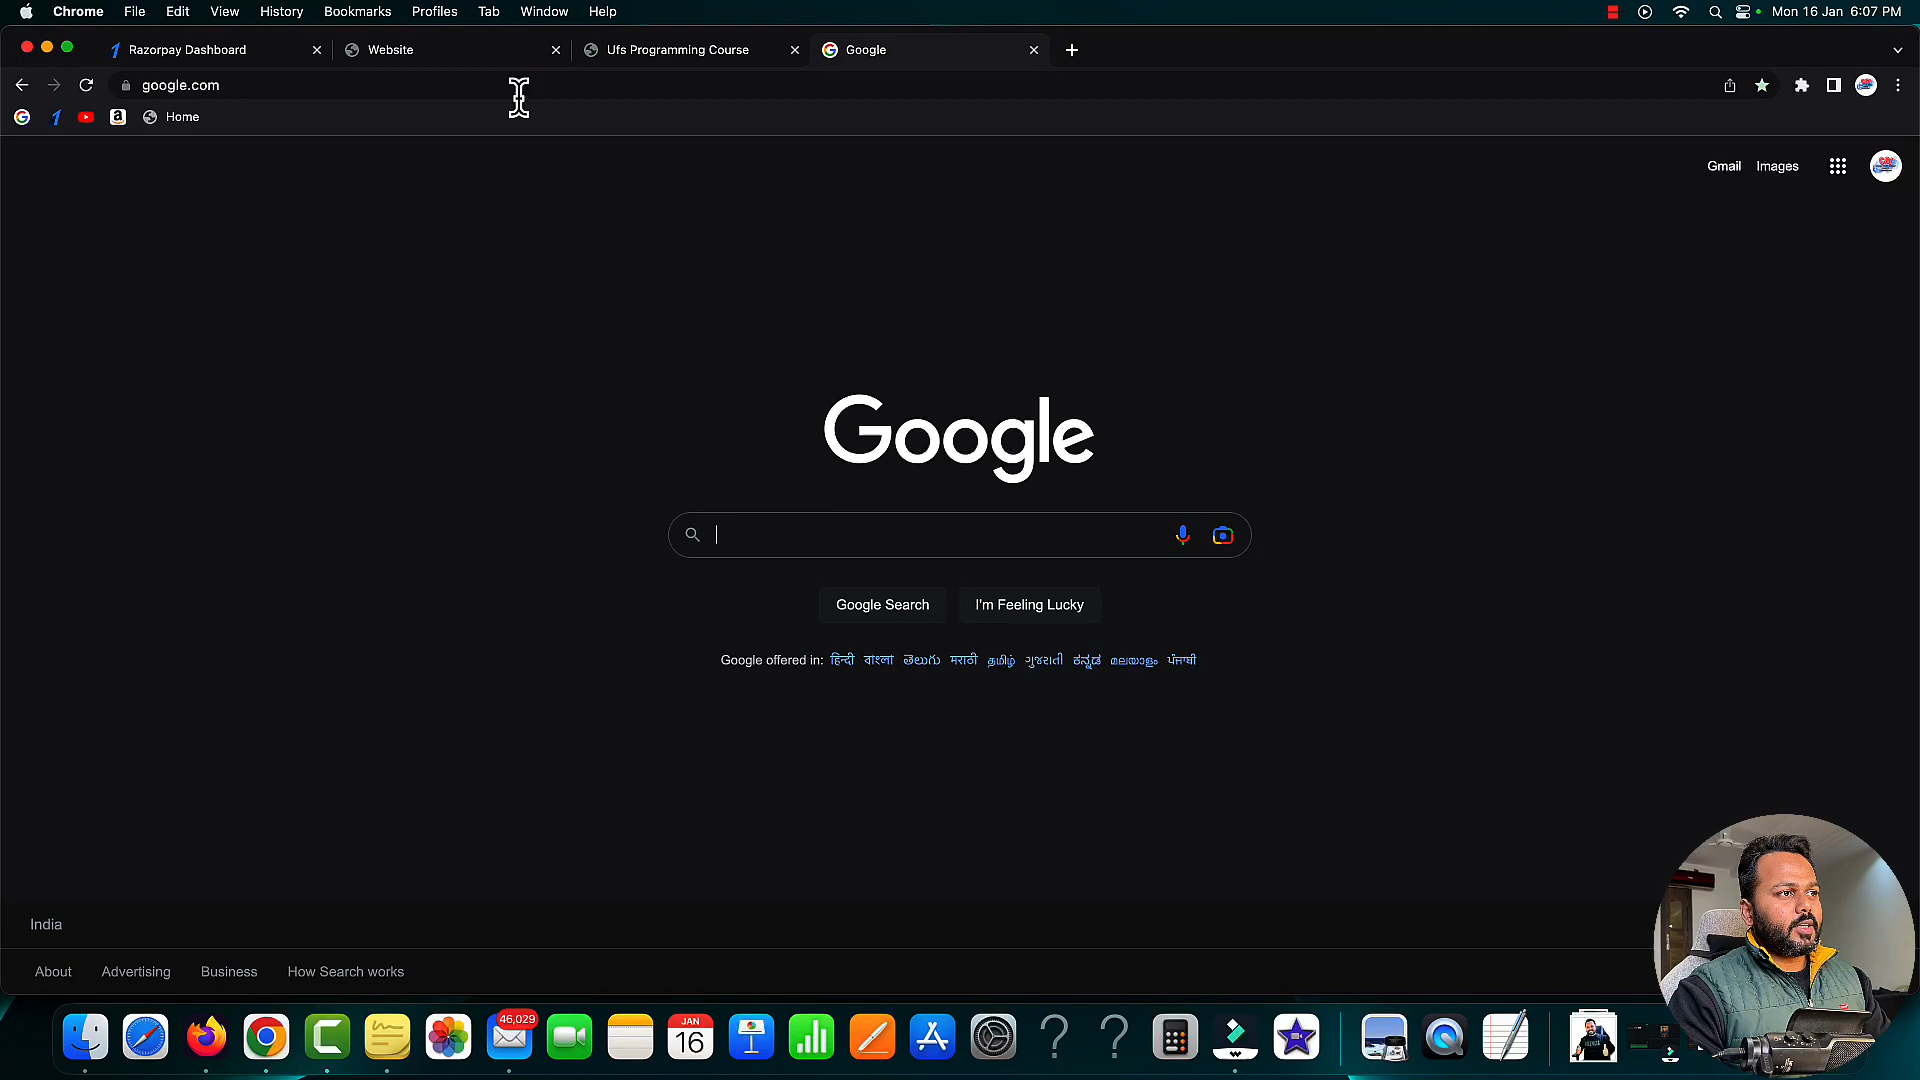 Chrome File Edit View History Bookmarks Profiles Tab Window Help Mon 16 Jan 6:07 PM
Razorpay Dashboard Website Ufs Programming Course Google
google.com
Home
Gmail Images
Google
Google Search I'm Feeling Lucky
Google offered in: हिन्दी বাংলা తెలుగు मराठी தமிழ் ગુજરાતી ಕನ್ನಡ മലയാളം ਪੰਜਾਬੀ
India
About Advertising Business How Search works
46,029
JAN
16